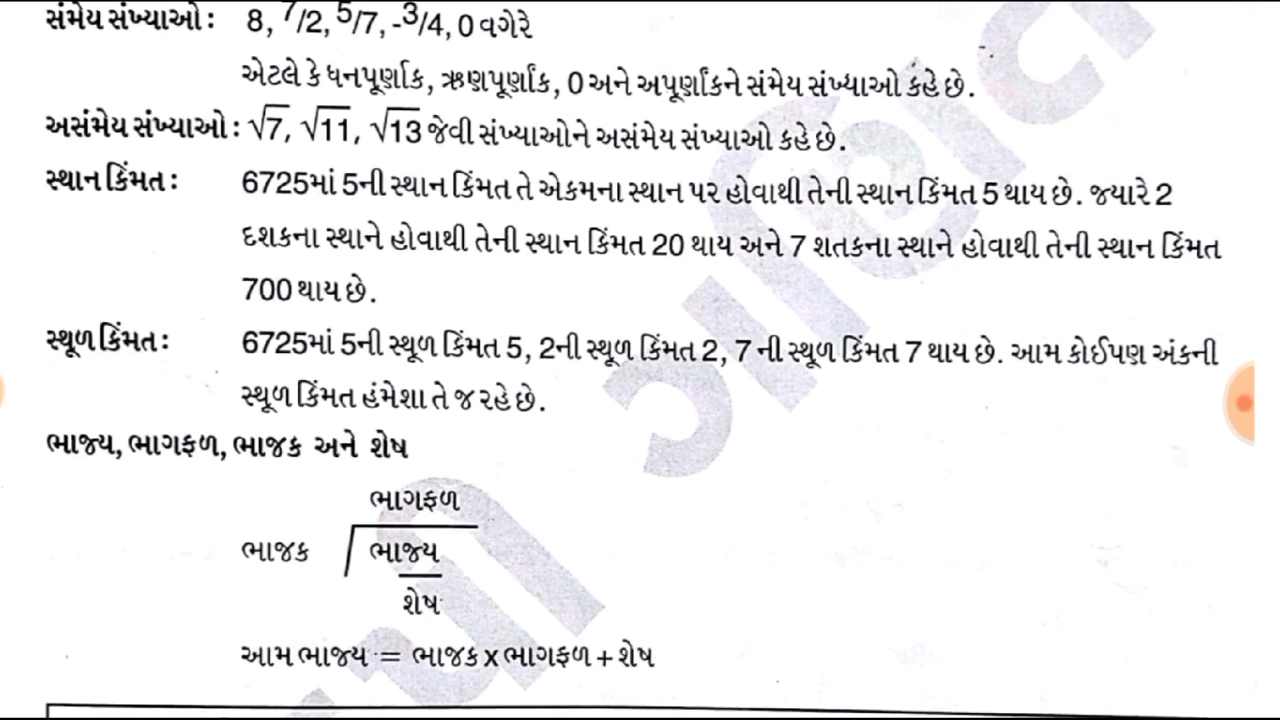 સંમેય સંખ્યાઓ : 8, 7/2, 5/7, -3/4, 0 વગેરે
એટલે કે ધનપૂર્ણાક, ઋણપૂર્ણાંક, 0 અને અપૂર્ણાંકને સંમેય સંખ્યાઓ કહે છે.
અસંમેય સંખ્યાઓ : √7, √11, √13 જેવી સંખ્યાઓને અસંમેય સંખ્યાઓ કહે છે.
સ્થાન કિંમત : 6725માં 5ની સ્થાન કિંમત તે એકમના સ્થાન પર હોવાથી તેની સ્થાન કિંમત 5 થાય છે. જ્યારે 2
દશકના સ્થાને હોવાથી તેની સ્થાન કિંમત 20 થાય અને 7 શતકના સ્થાને હોવાથી તેની સ્થાન કિંમત
700 થાય છે.
સ્થૂળ કિંમત : 6725માં 5ની સ્થૂળ કિંમત 5, 2ની સ્થૂળ કિંમત 2, 7 ની સ્થૂળ કિંમત 7 થાય છે. આમ કોઈપણ અંકની
સ્થૂળ કિંમત હંમેશા તે જ રહે છે.
ભાજ્ય, ભાગફળ, ભાજક અને શેષ
ભાગફળ
ભાજક ભાજ્ય
શેષ
આમ ભાજ્ય = ભાજક x ભાગફળ + શેષ